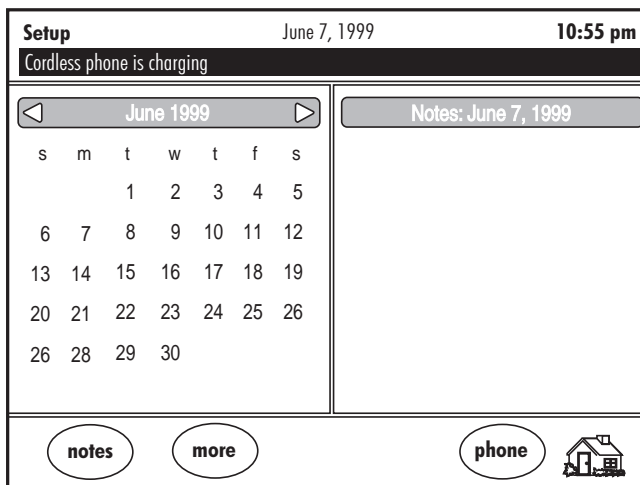 Setup June 7, 1999 10:55 pm
Cordless phone is charging
June 1999
s m t w t f s
1 2 3 4 5
6 7 8 9 10 11 12
13 14 15 16 17 18 19
20 21 22 23 24 25 26
26 28 29 30
Notes: June 7, 1999
notes more phone